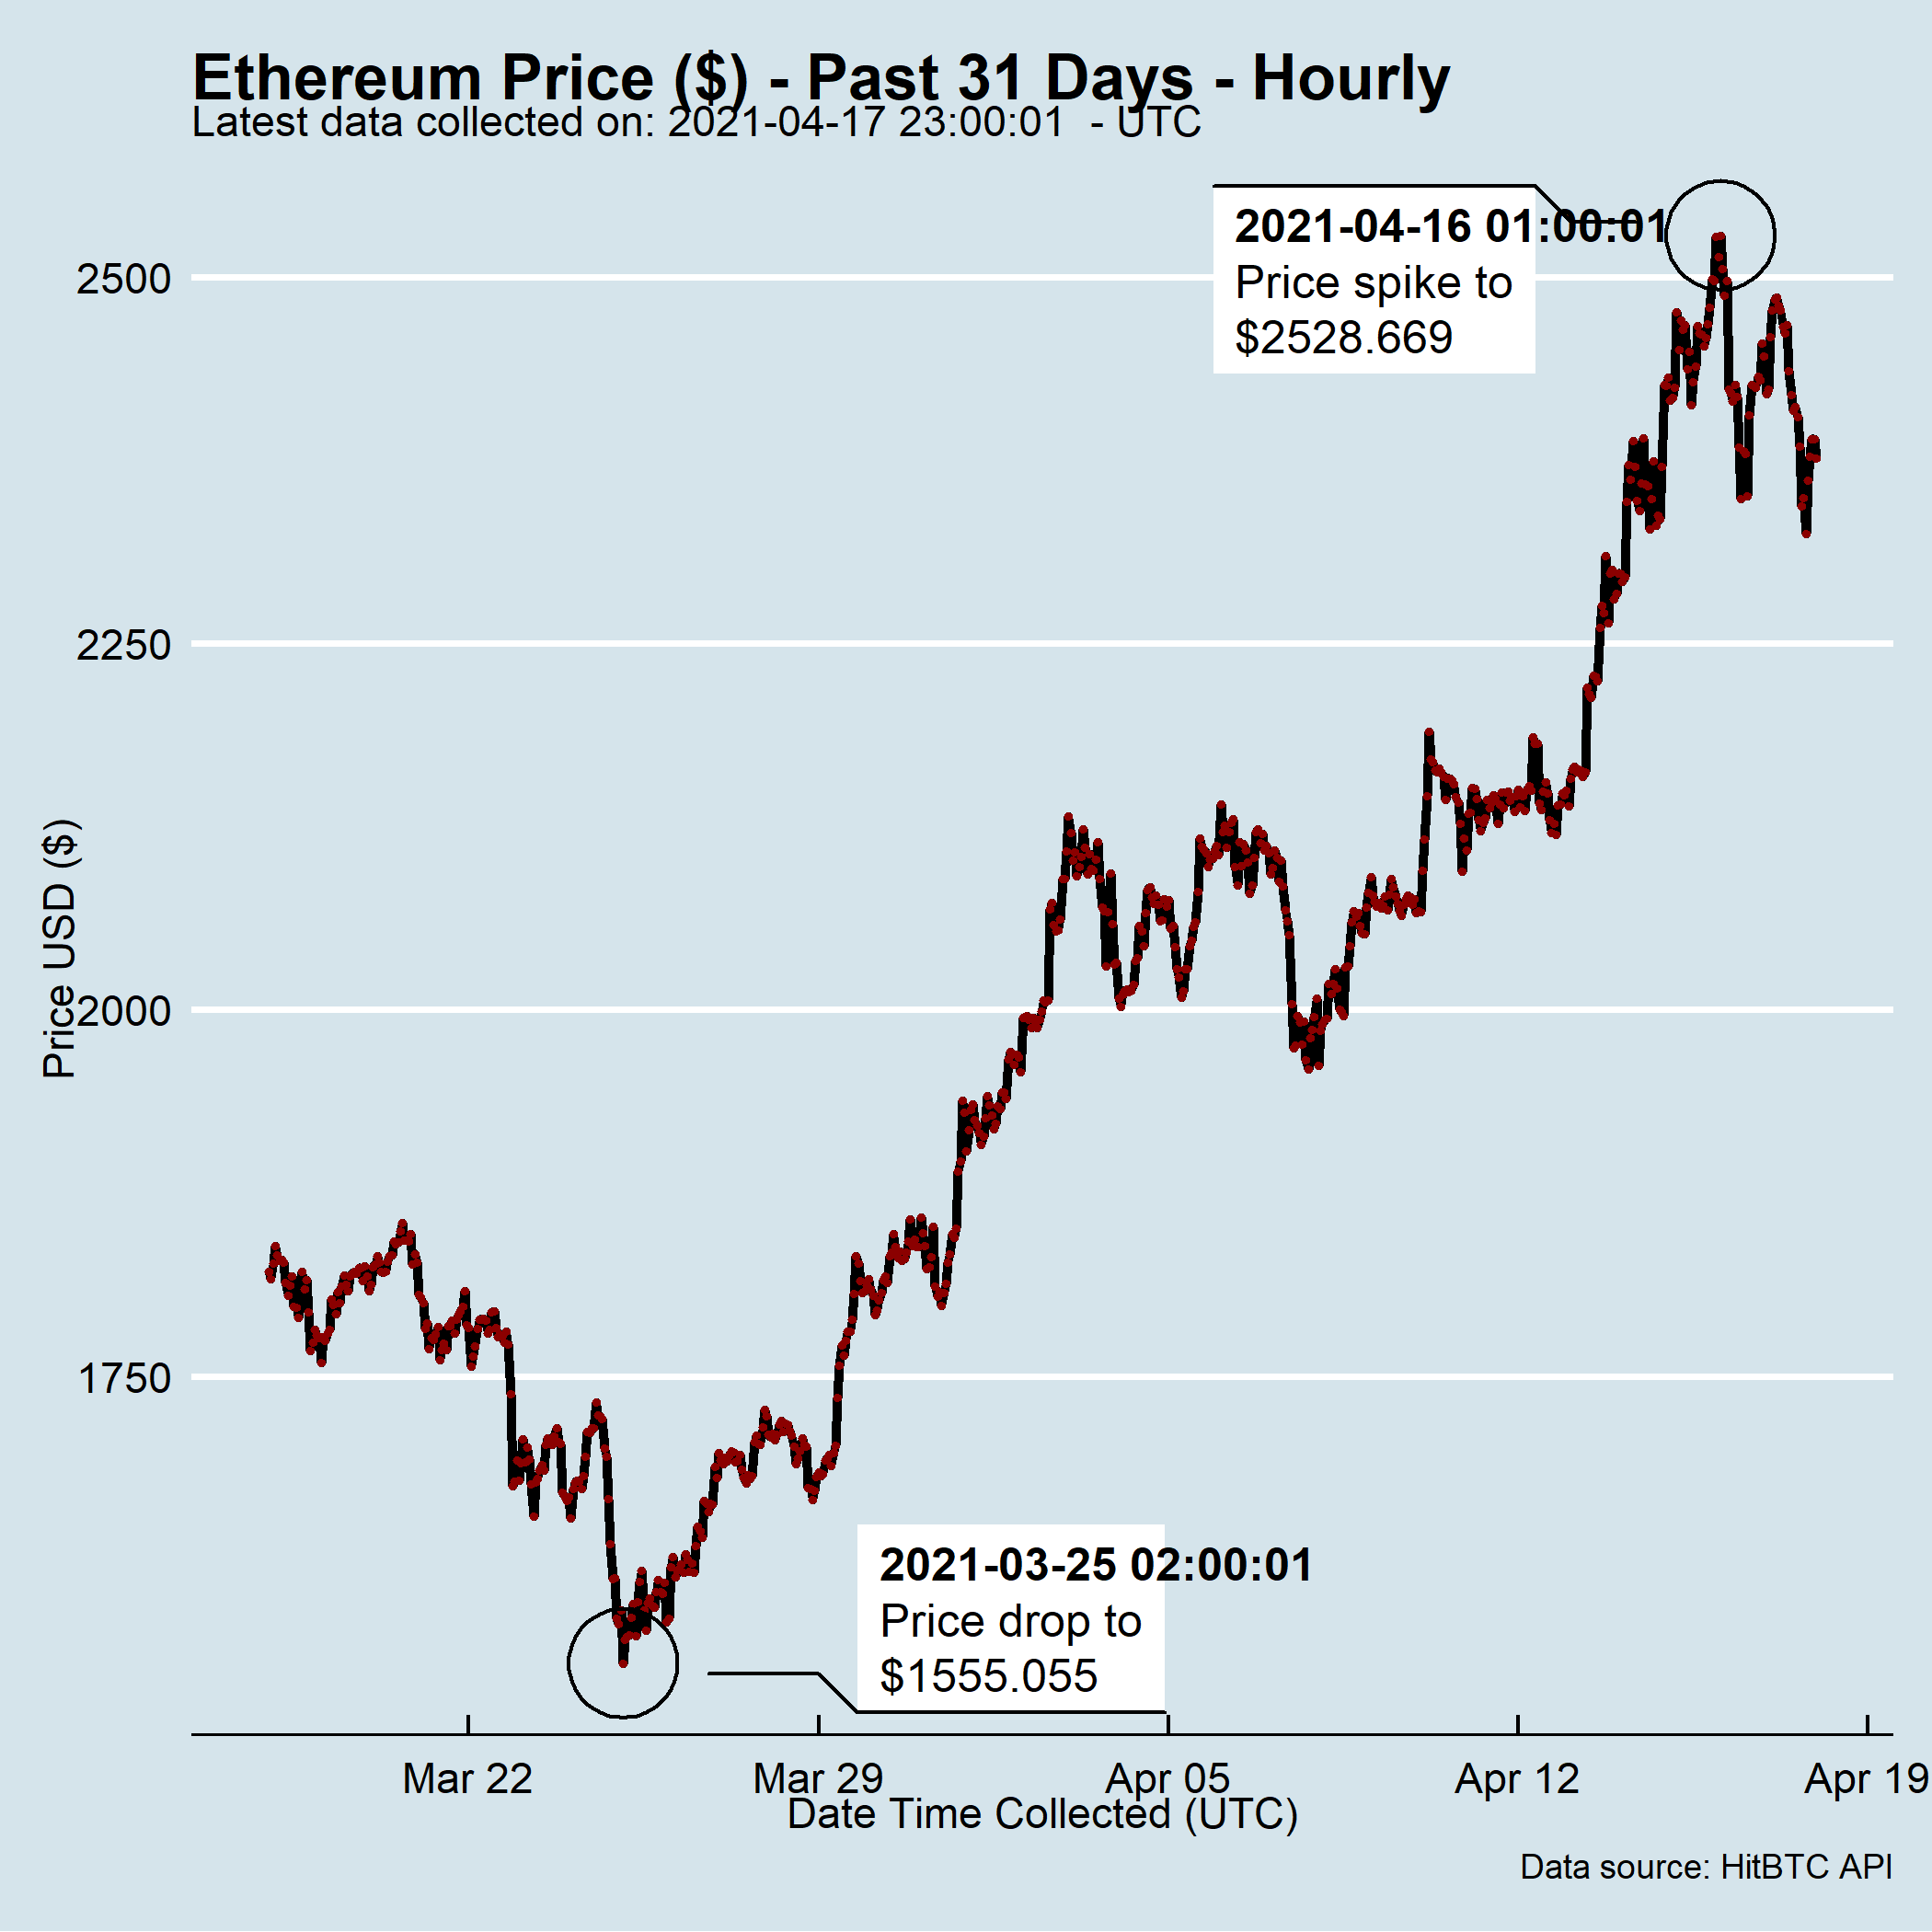 Ethereum Price ($) - Past 31 Days - Hourly
Latest data collected on: 2021-04-17 23:00:01  - UTC
2021-04-16 01:00:01
Price spike to
$2528.669
2500
2250
2000
1750
Price USD ($)
2021-03-25 02:00:01
Price drop to
$1555.055
Mar 22
Mar 29
Apr 05
Apr 12
Apr 19
Date Time Collected (UTC)
Data source: HitBTC API